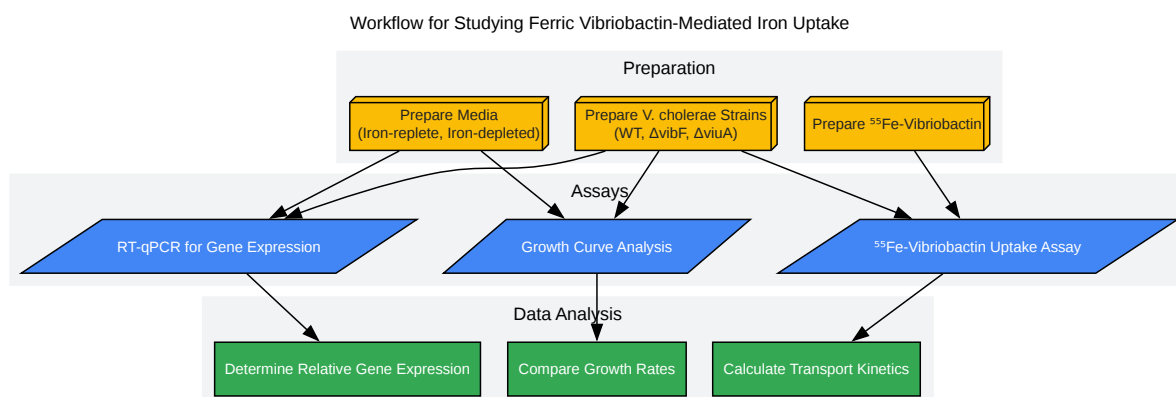 Workflow for Studying Ferric Vibriobactin-Mediated Iron Uptake
Preparation
Prepare Media
(Iron-replete, Iron-depleted)
Prepare V. cholerae Strains
(WT, ΔvibF, ΔviuA)
Prepare ⁵⁵Fe-Vibriobactin
Assays
RT-qPCR for Gene Expression
Growth Curve Analysis
⁵⁵Fe-Vibriobactin Uptake Assay
Data Analysis
Determine Relative Gene Expression
Compare Growth Rates
Calculate Transport Kinetics